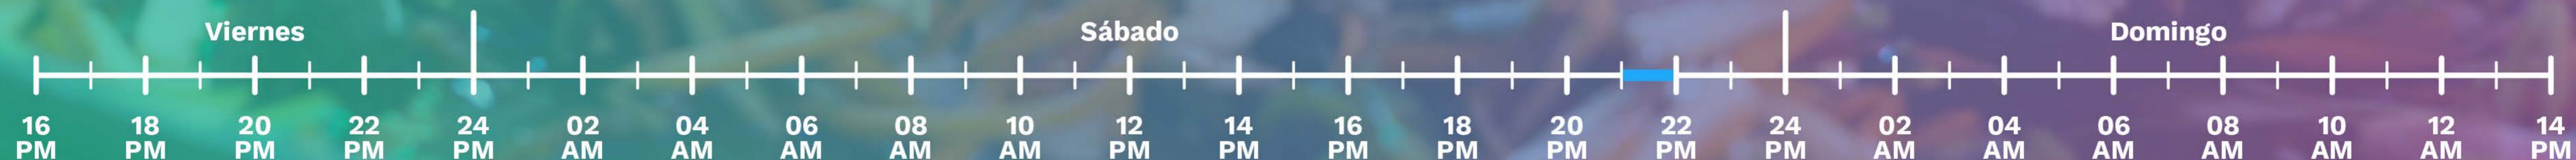 Viernes Sábado Domingo
16 18 20 22 24 02 04 06 08 10 12 14 16 18 20 22 24 02 04 06 08 10 12 14
PM PM PM PM PM AM AM AM AM AM PM PM PM PM PM PM PM AM AM AM AM AM AM PM